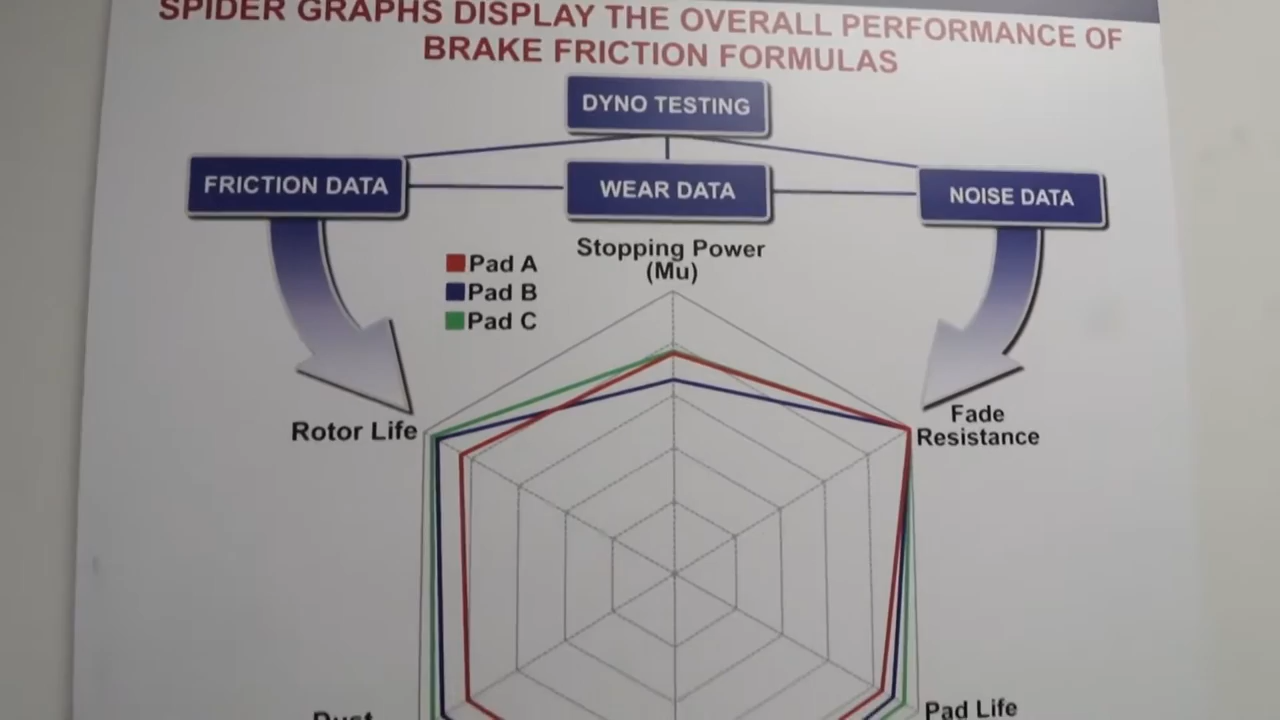 SPIDER GRAPHS DISPLAY THE OVERALL PERFORMANCE OF
BRAKE FRICTION FORMULAS
DYNO TESTING
FRICTION DATA
WEAR DATA
NOISE DATA
Stopping Power
(Mu)
Pad A
Pad B
Pad C
Rotor Life
Fade
Resistance
Dust
Pad Life